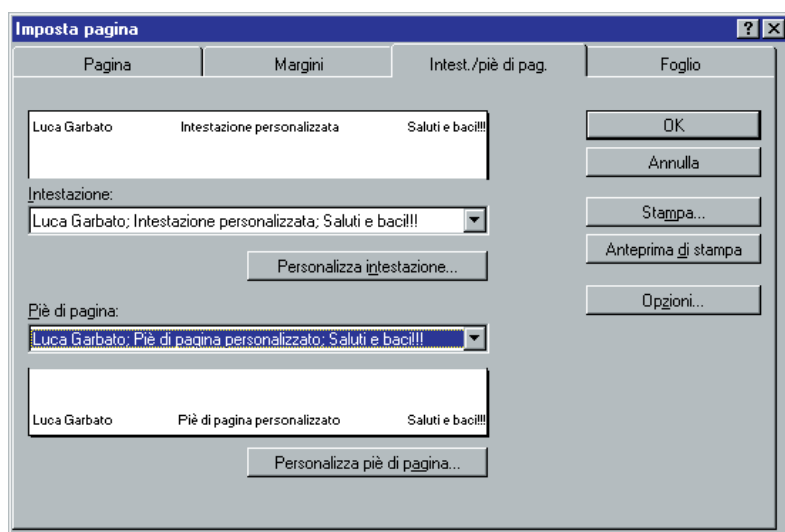 Imposta pagina
Pagina Margini Intest./piè di pag. Foglio
Luca Garbato Intestazione personalizzata Saluti e baci!!!
OK
Annulla
Intestazione:
Luca Garbato; Intestazione personalizzata; Saluti e baci!!!
Stampa...
Personalizza intestazione...
Anteprima di stampa
Opzioni...
Piè di pagina:
Luca Garbato; Piè di pagina personalizzato; Saluti e baci!!!
Luca Garbato Piè di pagina personalizzato Saluti e baci!!!
Personalizza piè di pagina...